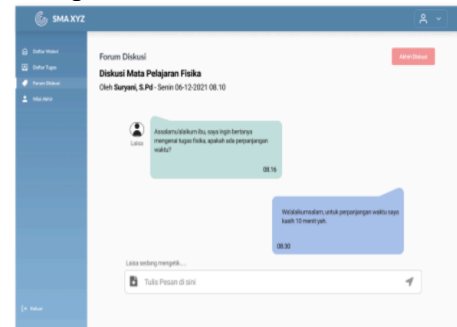 SMA XYZ
Daftar Materi
Daftar Tugas
Forum Diskusi
Nilai Akhir
Keluar
Forum Diskusi
Akhiri Diskusi
Diskusi Mata Pelajaran Fisika
Oleh Suryani, S.Pd - Senin 06-12-2021 08.10
Laisa
Assalamu'alaikum ibu, saya ingin bertanya
mengenai tugas fisika, apakah ada perpanjangan
waktu?
08.16
Wa'alaikumsalam, untuk perpanjangan waktu saya
kasih 10 menit yah.
08.30
Laisa sedang mengetik....
Tulis Pesan di sini